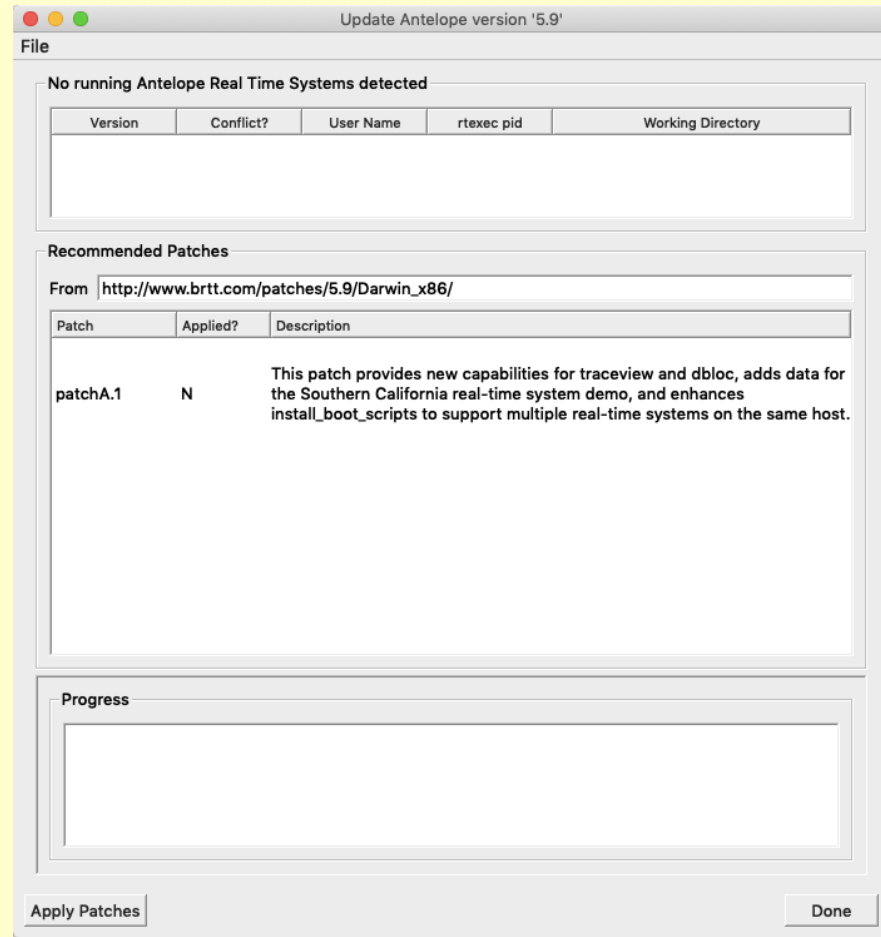 Update Antelope version '5.9'
File
No running Antelope Real Time Systems detected
Version Conflict? User Name rtexec pid Working Directory
Recommended Patches
From http://www.brtt.com/patches/5.9/Darwin_x86/
Patch Applied? Description
This patch provides new capabilities for traceview and dbloc, adds data for
patchA.1 N the Southern California real-time system demo, and enhances
install_boot_scripts to support multiple real-time systems on the same host.
Progress
Apply Patches Done